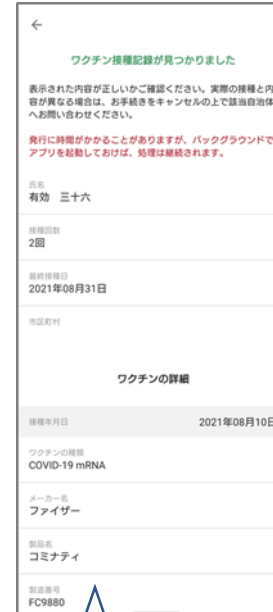 ワクチン接種記録が見つかりました
表示された内容が正しいかご確認ください。実際の接種と内
容が異なる場合は、お手続きをキャンセルの上で該当自治体
へお問い合わせください。
発行に時間がかかることがありますが、バックグラウンドで
アプリを起動しておけば、処理は継続されます。
氏名
有効 三十六
接種回数
2回
最終接種日
2021年08月31日
市区町村
ワクチンの詳細
接種年月日 2021年08月10日
ワクチンの種類
COVID-19 mRNA
メーカー名
ファイザー
製品名
コミナティ
製造番号
FC9880